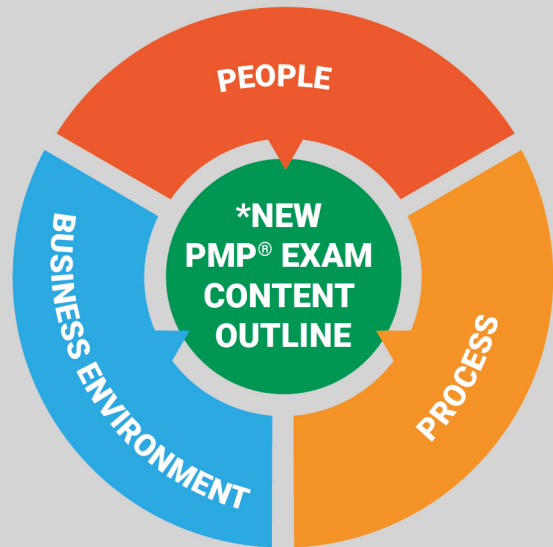 PEOPLE
*NEW
PMP® EXAM
CONTENT
OUTLINE
BUSINESS ENVIRONMENT
PROCESS